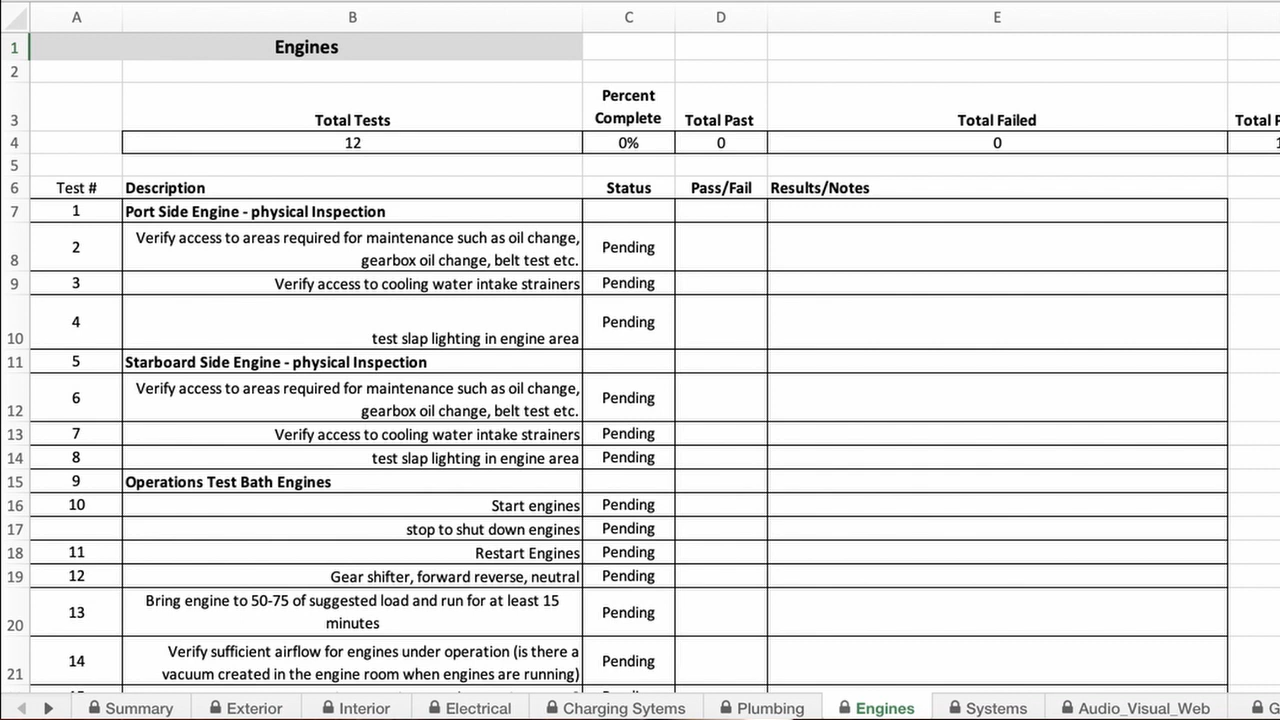 A B C D E
1 Engines
2
Percent
3 Total Tests Complete Total Past Total Failed Total
4 12 0% 0 0 1
5
6 Test # Description Status Pass/Fail Results/Notes
7 1 Port Side Engine - physical Inspection
2 Verify access to areas required for maintenance such as oil change, Pending
8 gearbox oil change, belt test etc.
9 3 Verify access to cooling water intake strainers Pending
4 Pending
10 test slap lighting in engine area
11 5 Starboard Side Engine - physical Inspection
6 Verify access to areas required for maintenance such as oil change, Pending
12 gearbox oil change, belt test etc.
13 7 Verify access to cooling water intake strainers Pending
14 8 test slap lighting in engine area Pending
15 9 Operations Test Bath Engines
16 10 Start engines Pending
17 stop to shut down engines Pending
18 11 Restart Engines Pending
19 12 Gear shifter, forward reverse, neutral Pending
13 Bring engine to 50-75 of suggested load and run for at least 15 Pending
20 minutes
14 Verify sufficient airflow for engines under operation (is there a Pending
21 vacuum created in the engine room when engines are running)
Summary Exterior Interior Electrical Charging Sytems Plumbing Engines Systems Audio_Visual_Web